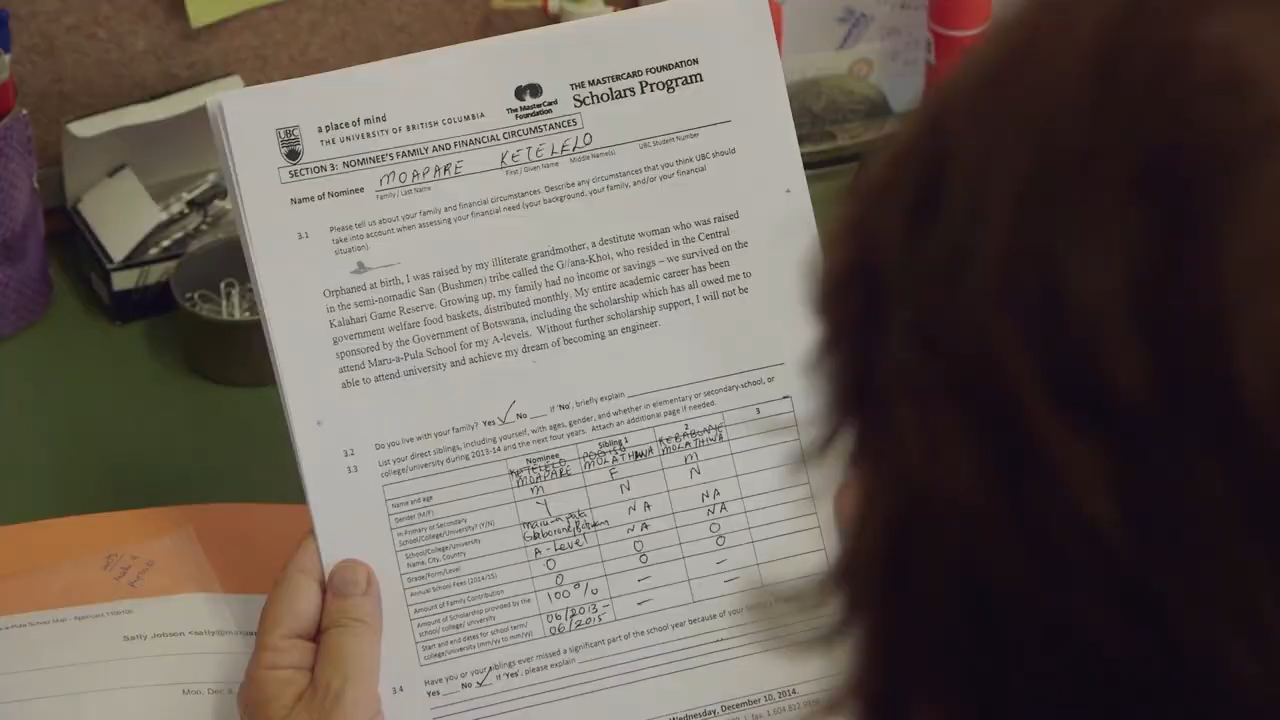 UBC
a place of mind
THE UNIVERSITY OF BRITISH COLUMBIA
The MasterCard
Foundation
THE MASTERCARD FOUNDATION
Scholars Program
SECTION 3: NOMINEE'S FAMILY AND FINANCIAL CIRCUMSTANCES
Name of Nominee MOAPARE KETELELO
Family / Last Name First / Given Name Middle Name(s) UBC Student Number
3.1 Please tell us about your family and financial circumstances. Describe any circumstances that you think UBC should
take into account when assessing your financial need (your background, your family, and/or your financial
situation).
Orphaned at birth, I was raised by my illiterate grandmother, a destitute woman who was raised
in the semi-nomadic San (Bushmen) tribe called the G//ana-Khoi, who resided in the Central
Kalahari Game Reserve. Growing up, my family had no income or savings – we survived on the
government welfare food baskets, distributed monthly. My entire academic career has been
sponsored by the Government of Botswana, including the scholarship which has allowed me to
attend Maru-a-Pula School for my A-levels. Without further scholarship support, I will not be
able to attend university and achieve my dream of becoming an engineer.
3.2 Do you live with your family? Yes ✓ No ___ If 'No', briefly explain
3.3 List your direct siblings, including yourself, with ages, gender, and whether in elementary or secondary-school, or
college/university during 2013-14 and the next four years. Attach an additional page if needed.
Nominee Sibling 1 2 3
Name and age KETELELO MOAPARE MOLATHWA MOLATHWA
Gender (M/F) M F M
In Primary or Secondary
School/College/University? (Y/N) Y N N
School/College/University
Name, City, Country Maru-a-Pula Gaborone NA NA
Grade/Form/Level A-Level NA NA
Annual School Fees (2014/15) 0 0 0
Amount of Family Contribution 0 0 0
Amount of Scholarship provided by the
school/ college/ university 100% – –
Start and end dates for school term/
college/university (mm/yy to mm/yy) 06/2013 – 06/2015 – –
3.4 Have you or your siblings ever missed a significant part of the school year because of your
Yes ___ No ✓ If 'Yes', please explain
Wednesday, December 10, 2014.
Sally Jobson <sally@
Mon, Dec 8,